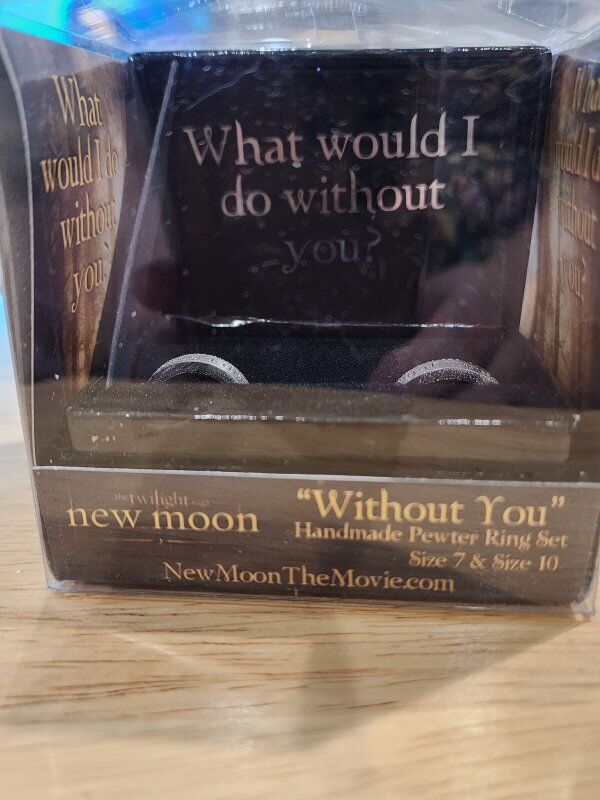 What
would I do
without
you?
What would I
do without
you?
the twilight saga
new moon
"Without You"
Handmade Pewter Ring Set
Size 7 & Size 10
NewMoonTheMovie.com